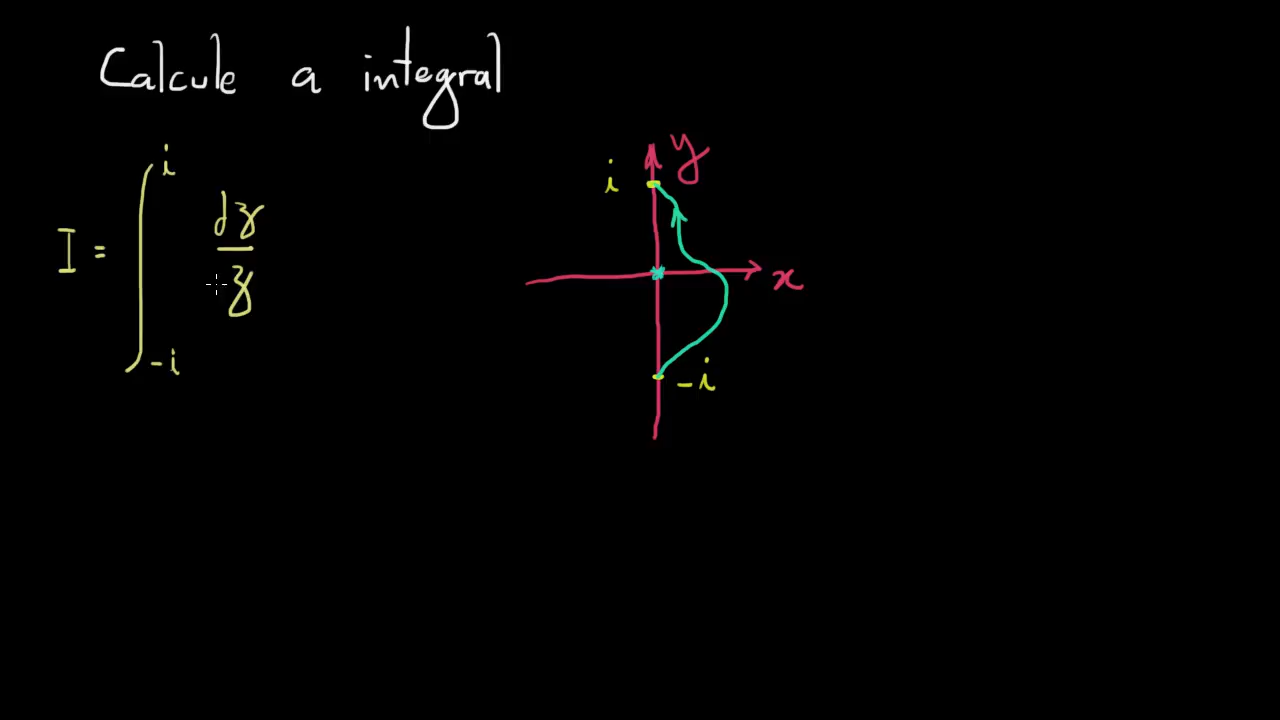 Calcule a integral
I = ∫_{-i}^{i} dz/z
y
i
x
-i